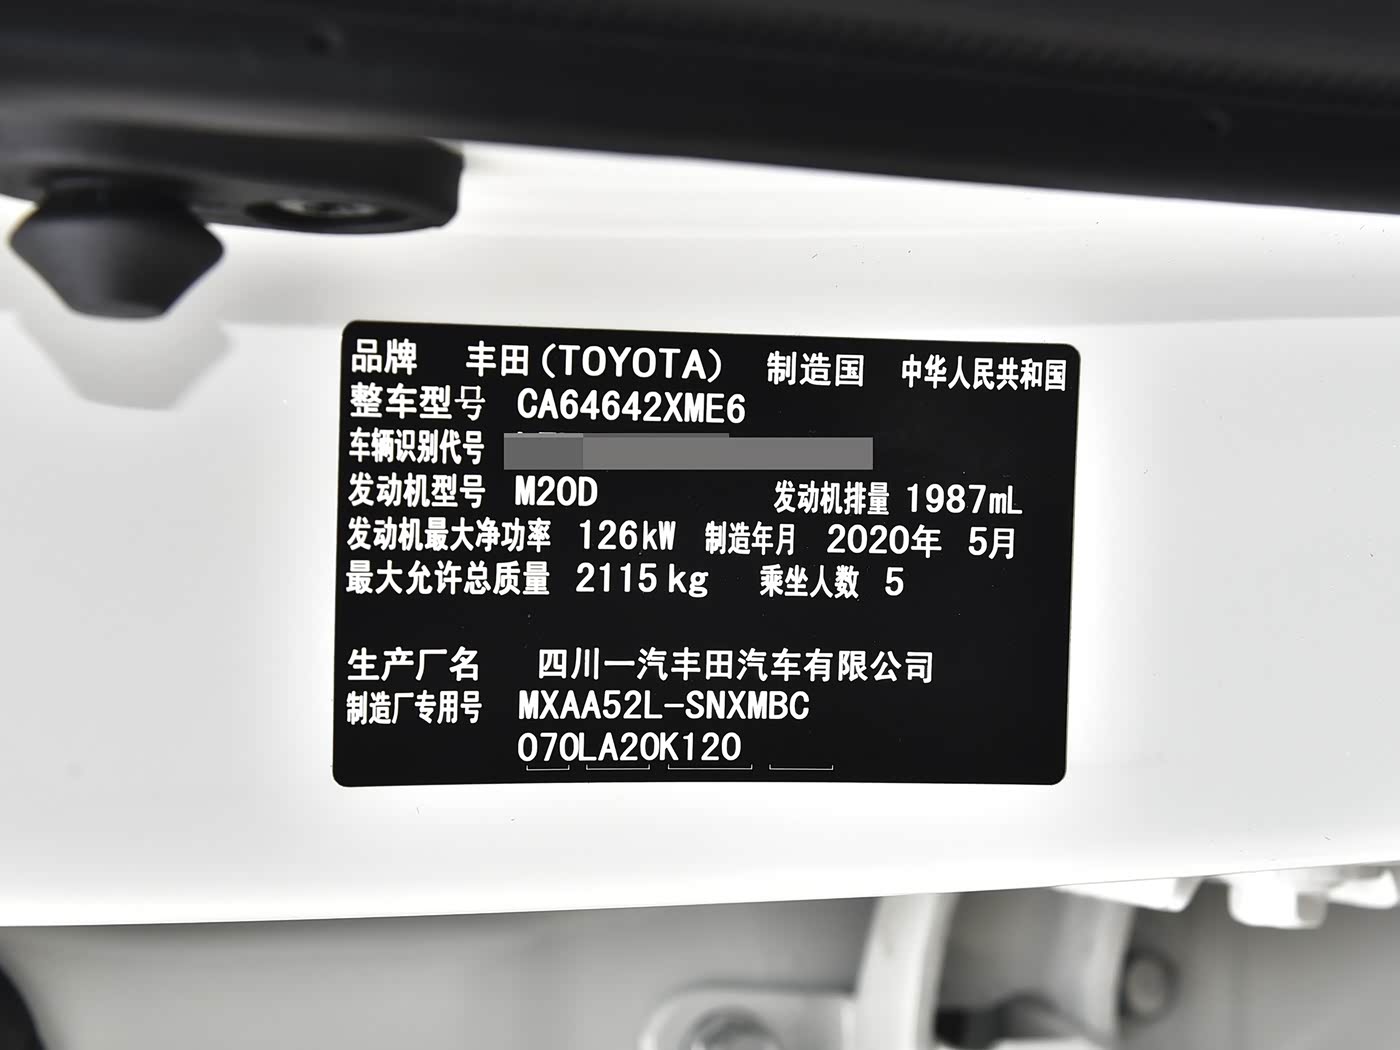 品牌 丰田(TOYOTA) 制造国 中华人民共和国
整车型号 CA64642XME6
车辆识别代号
发动机型号 M20D 发动机排量 1987mL
发动机最大净功率 126kW 制造年月 2020年 5月
最大允许总质量 2115kg 乘坐人数 5
生产厂名 四川一汽丰田汽车有限公司
制造厂专用号 MXAA52L-SNXMBC
070LA20K120